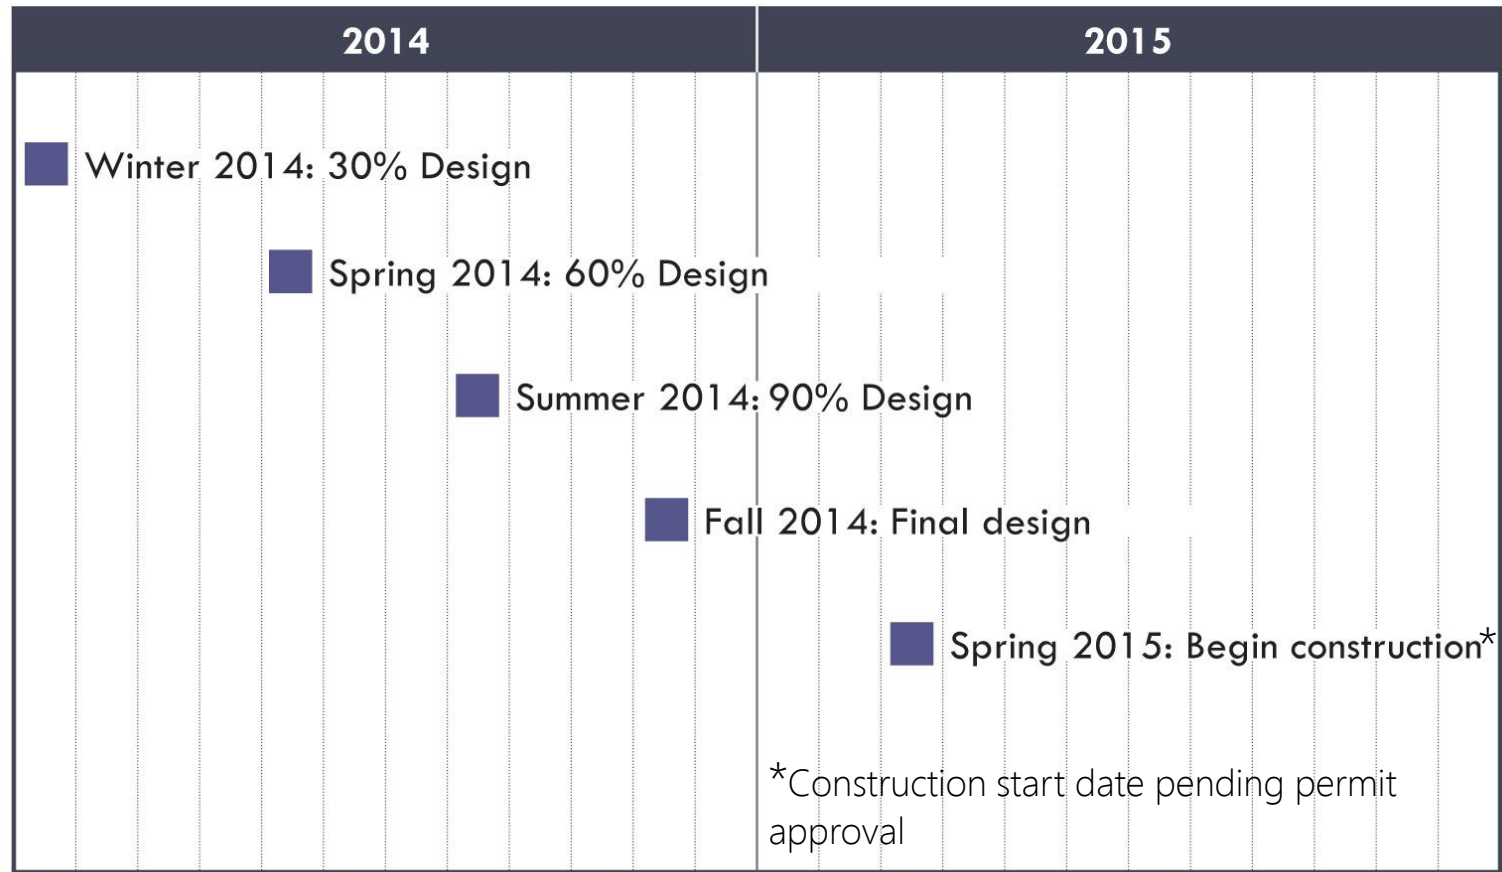 2014
2015
Winter 2014: 30% Design
Spring 2014: 60% Design
Summer 2014: 90% Design
Fall 2014: Final design
Spring 2015: Begin construction*
*Construction start date pending permit
approval